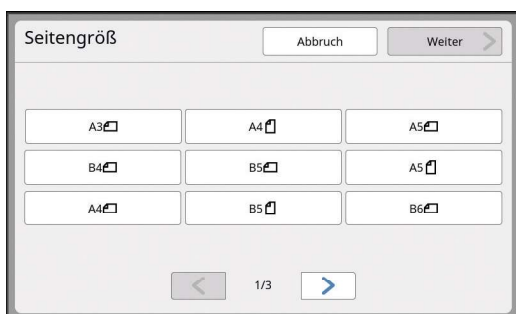 Seitengröß Abbruch Weiter
A3 A4 A5
B4 B5 A5
A4 B5 B6
1/3